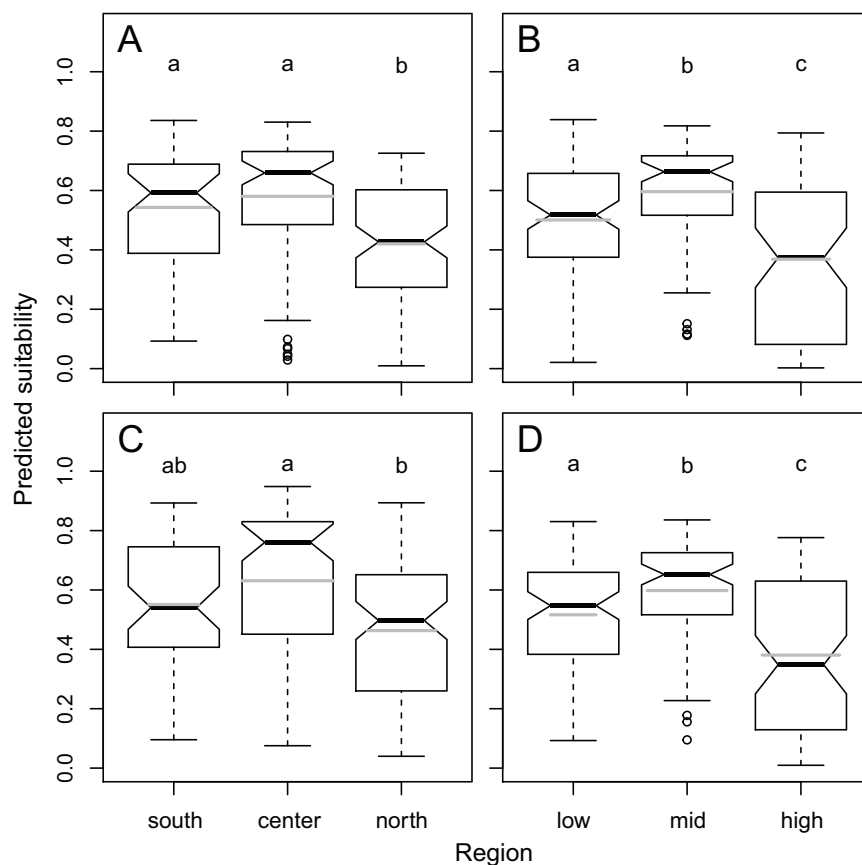 A
a a b
B
a b c
1.0
0.8
0.6
0.4
0.2
0.0
C
ab a b
D
a b c
1.0
0.8
0.6
0.4
0.2
0.0
Predicted suitability
south center north
low mid high
Region